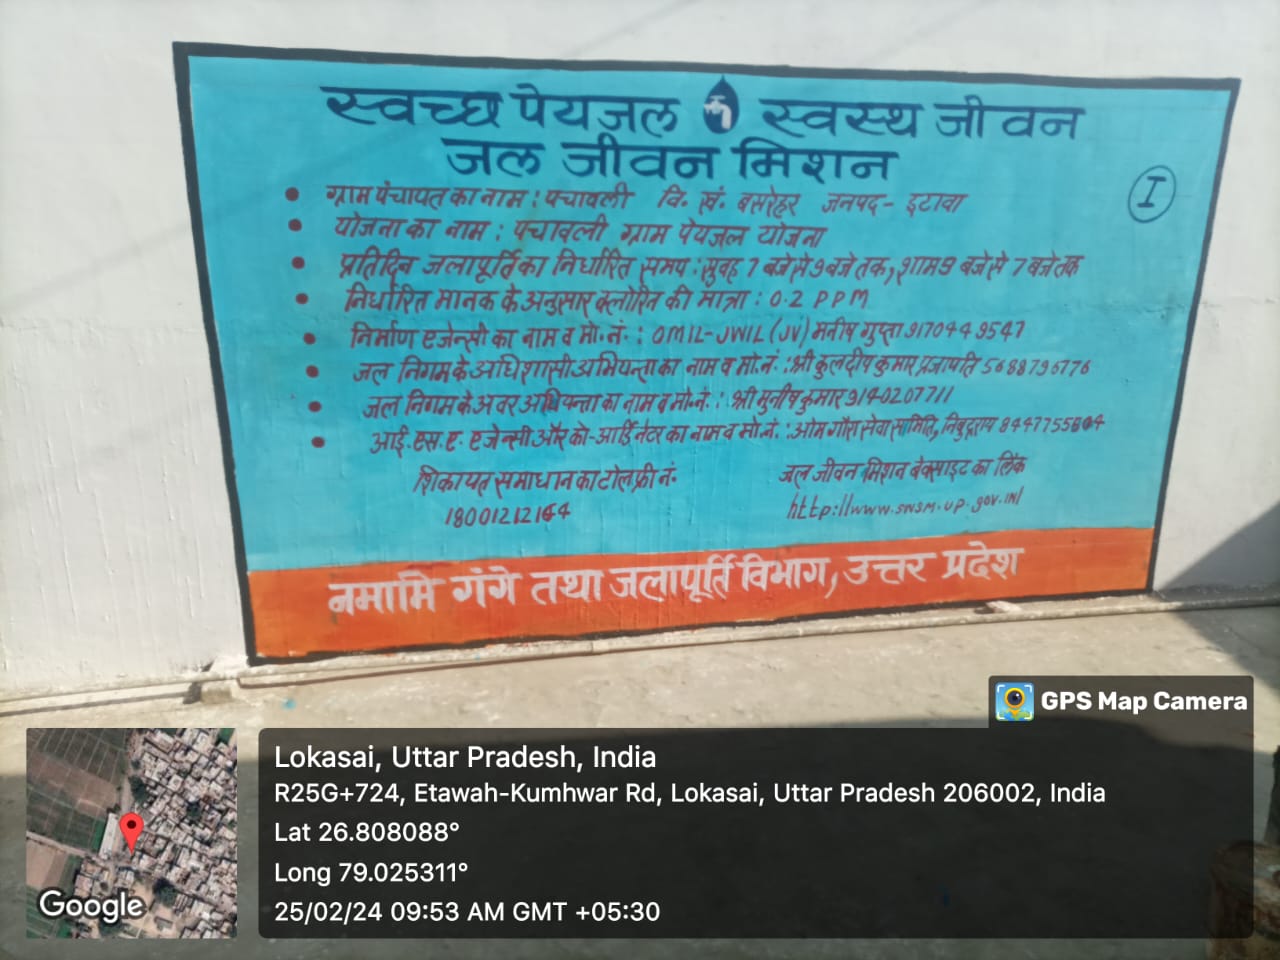 स्वच्छ पेयजल स्वस्थ जीवन
जल जीवन मिशन
I
• ग्राम पंचायत का नाम : पचावली वि. खं. बसरेहर जनपद- इटावा
• योजना का नाम : पचावली ग्राम पेयजल योजना
• प्रतिदिन जलापूर्ति का निर्धारित समय : सुवह 7 बजे से 9 बजे तक, शाम 5 बजे से 7 बजे तक
• निर्धारित मानक के अनुसार क्लोरित की मात्रा : 0.2 PPM
• निर्माण एजेन्सी का नाम व मो.नं. : OMIL-JWIL (JV) मनीष गुप्ता 9170449547
• जल निगम के अधिशासी अभियन्ता का नाम व मो.नं. : श्री कुलदीप कुमार प्रजापति 5688796776
• जल निगम के अवर अभियन्ता का नाम व मो.नं. : श्री मुनीष कुमार 9140207711
• आई.एस.ए. एजेन्सी और को-आर्डिनेटर का नाम व मो.नं. : ओम गौरा सेवा समिति,
शिकायत समाधान का टोल फ्री नं.
18001212164
जल जीवन मिशन बेक्साइट का लिंक
http://www.swsm.up.gov.in/
नमामि गंगे तथा जलापूर्ति विभाग, उत्तर प्रदेश
GPS Map Camera
Lokasai, Uttar Pradesh, India
R25G+724, Etawah-Kumhwar Rd, Lokasai, Uttar Pradesh 206002, India
Lat 26.808088°
Long 79.025311°
25/02/24 09:53 AM GMT +05:30
Google